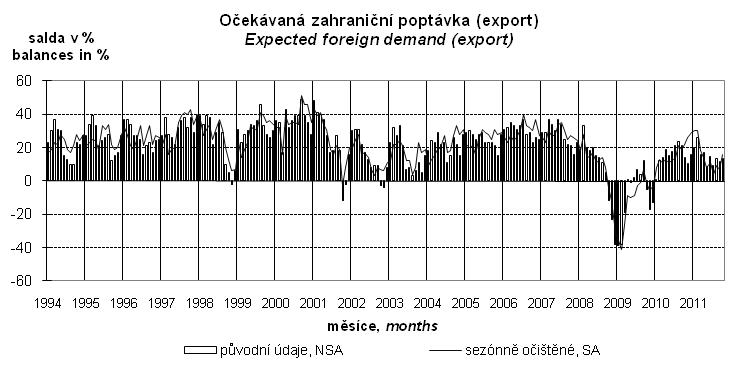 Očekávaná zahraniční poptávka (export)
Expected foreign demand (export)
salda v %
balances in %
60
40
20
0
-20
-40
-60
1994 1995 1996 1997 1998 1999 2000 2001 2002 2003 2004 2005 2006 2007 2008 2009 2010 2011
měsíce, months
původní údaje, NSA sezónně očištěné, SA